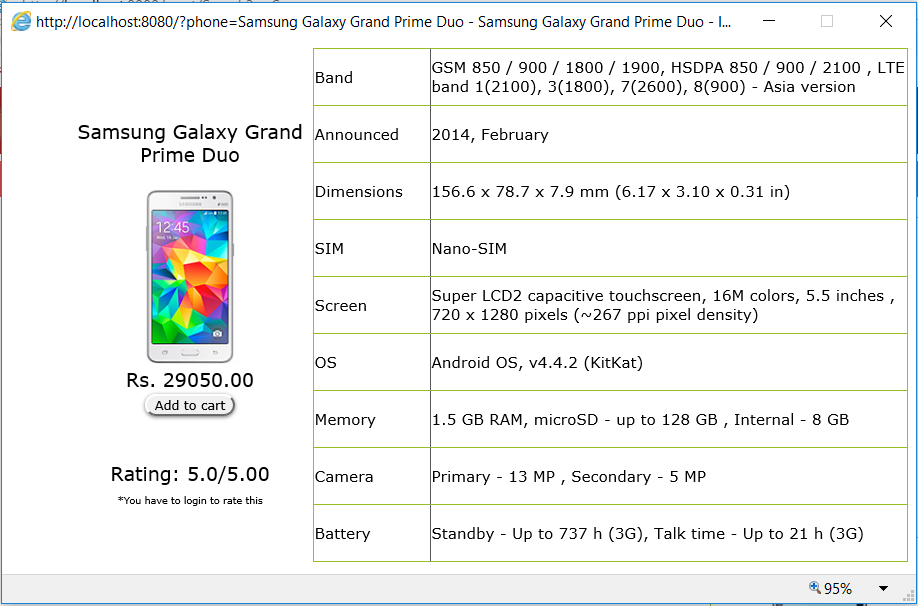 http://localhost:8080/?phone=Samsung Galaxy Grand Prime Duo - Samsung Galaxy Grand Prime Duo - I...
Samsung Galaxy Grand
Prime Duo
SAMSUNG
12:45
Rs. 29050.00
Add to cart
Rating: 5.0/5.00
*You have to login to rate this
Band
GSM 850 / 900 / 1800 / 1900, HSDPA 850 / 900 / 2100 , LTE
band 1(2100), 3(1800), 7(2600), 8(900) - Asia version
Announced
2014, February
Dimensions
156.6 x 78.7 x 7.9 mm (6.17 x 3.10 x 0.31 in)
SIM
Nano-SIM
Screen
Super LCD2 capacitive touchscreen, 16M colors, 5.5 inches ,
720 x 1280 pixels (~267 ppi pixel density)
OS
Android OS, v4.4.2 (KitKat)
Memory
1.5 GB RAM, microSD - up to 128 GB , Internal - 8 GB
Camera
Primary - 13 MP , Secondary - 5 MP
Battery
Standby - Up to 737 h (3G), Talk time - Up to 21 h (3G)
95%